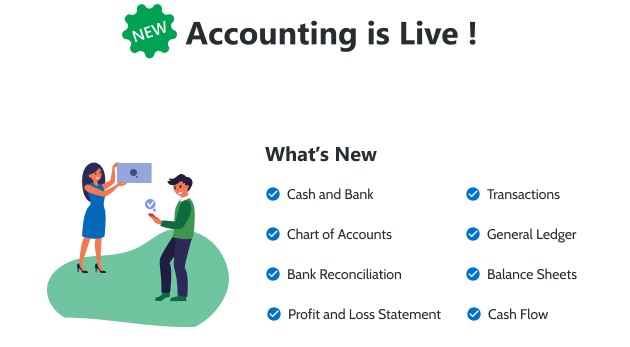 NEW
Accounting is Live !
What's New
Cash and Bank
Transactions
Chart of Accounts
General Ledger
Bank Reconciliation
Balance Sheets
Profit and Loss Statement
Cash Flow